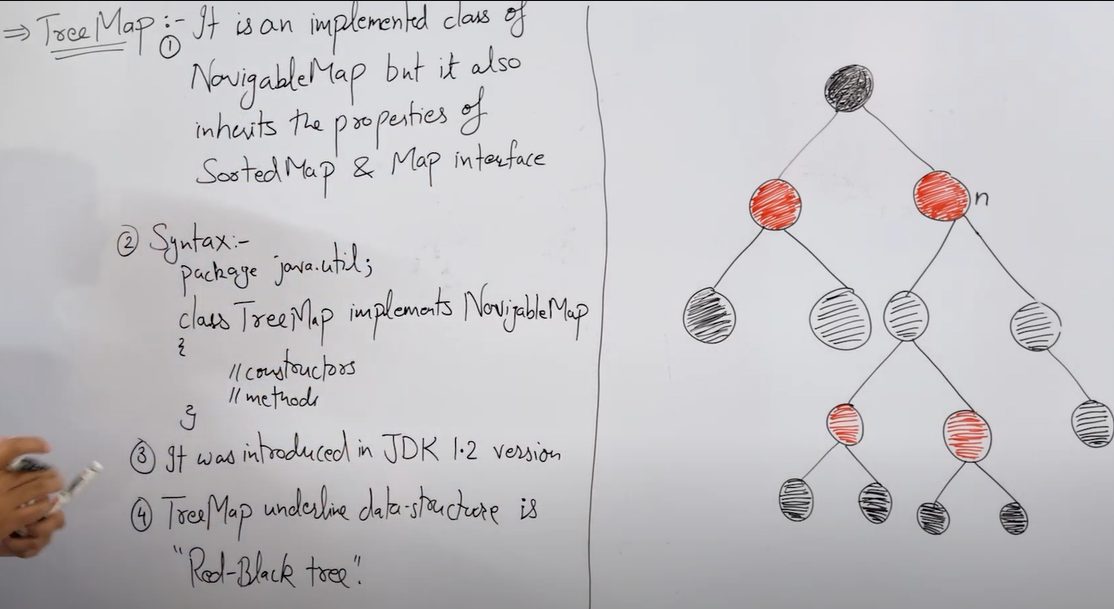 ⇒ TreeMap :- ① It is an implemented class of
NavigableMap but it also
inherits the properties of
SortedMap & Map interface
② Syntax:-
package java.util;
class TreeMap implements NavigableMap
{
//constructors
//methods
}
③ It was introduced in JDK 1.2 version
④ TreeMap underline data-structure is
"Red-Black tree".
n